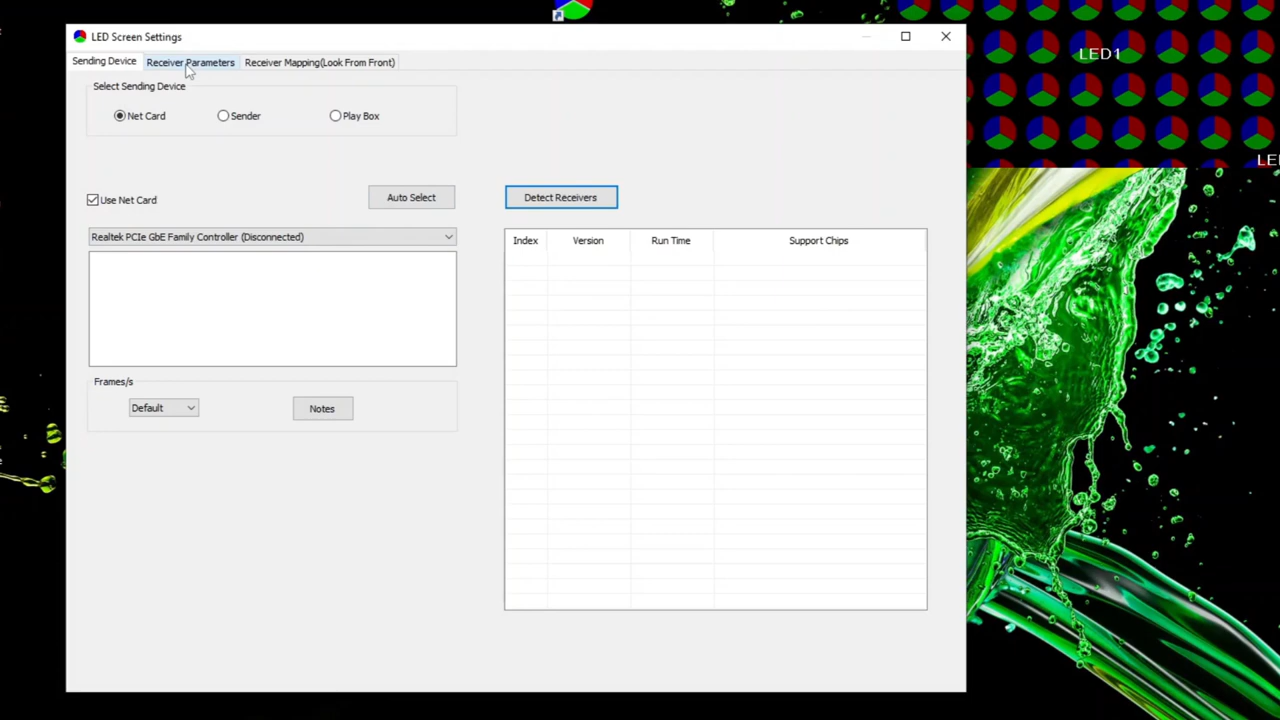 LED Screen Settings
Sending Device Receiver Parameters Receiver Mapping(Look From Front)
LED1
Select Sending Device
Net Card Sender Play Box
Use Net Card Auto Select Detect Receivers
Realtek PCIe GbE Family Controller (Disconnected)
Index Version Run Time Support Chips
Frames/s
Default Notes